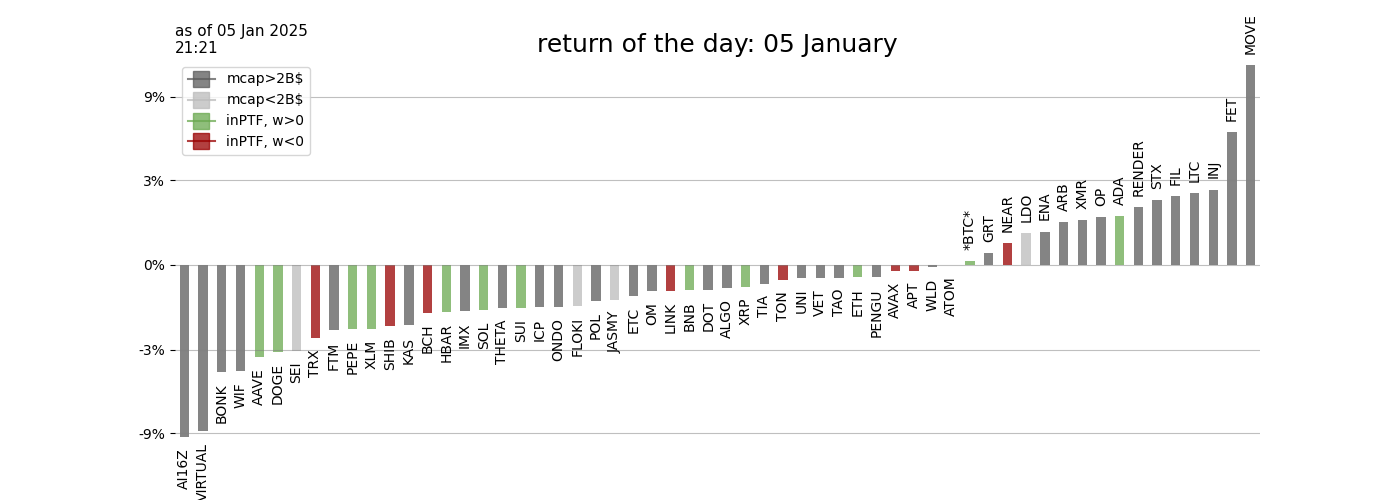 as of 05 Jan 2025
21:21
return of the day: 05 January
mcap>2B$
mcap<2B$
inPTF, w>0
inPTF, w<0
9%
3%
0%
-3%
-9%
AI16Z
VIRTUAL
BONK
WIF
AAVE
DOGE
SEI
TRX
FTM
PEPE
XLM
SHIB
KAS
BCH
HBAR
IMX
SOL
THETA
SUI
ICP
ONDO
FLOKI
POL
JASMY
ETC
OM
LINK
BNB
DOT
ALGO
XRP
TIA
TON
UNI
VET
TAO
ETH
PENGU
AVAX
APT
WLD
ATOM
*BTC*
GRT
NEAR
LDO
ENA
ARB
XMR
OP
ADA
RENDER
STX
FIL
LTC
INJ
FET
MOVE